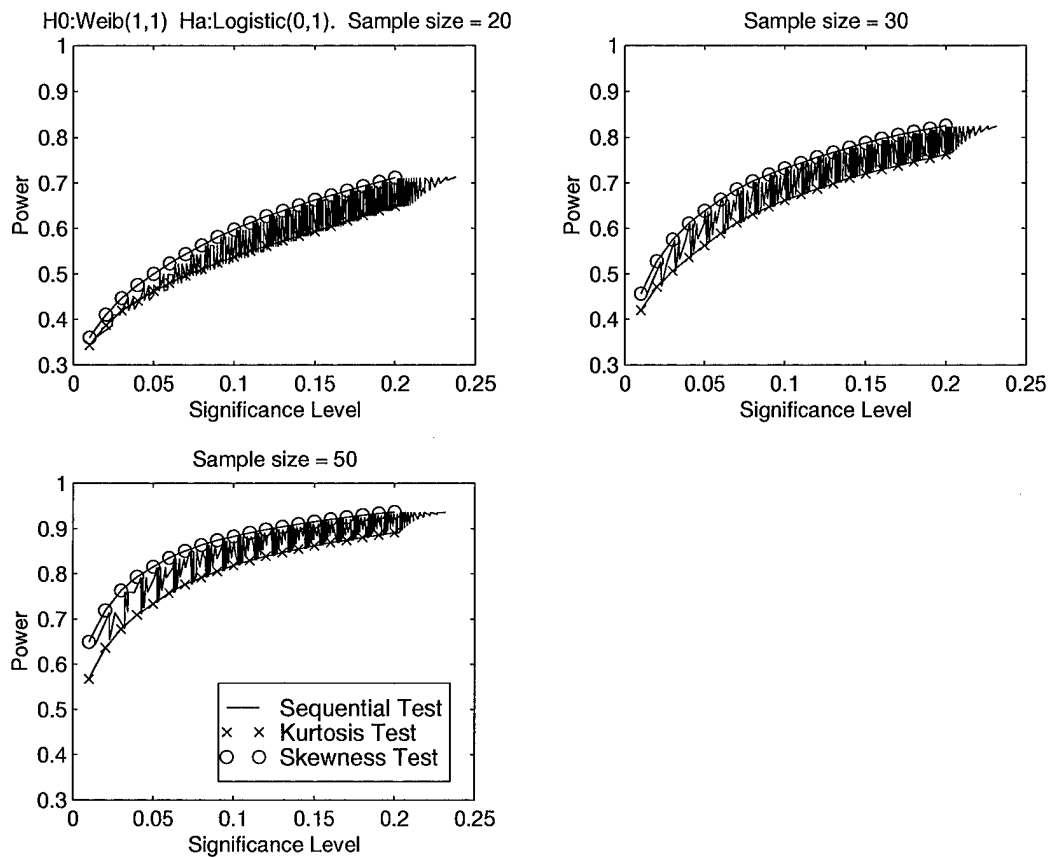 H0:Weib(1,1) Ha:Logistic(0,1). Sample size = 20
1
0.9
0.8
0.7
0.6
0.5
0.4
0.3
Power
0 0.05 0.1 0.15 0.2 0.25
Significance Level
Sample size = 30
1
0.9
0.8
0.7
0.6
0.5
0.4
0.3
Power
0 0.05 0.1 0.15 0.2 0.25
Significance Level
Sample size = 50
1
0.9
0.8
0.7
0.6
0.5
0.4
0.3
Power
Sequential Test
Kurtosis Test
Skewness Test
0 0.05 0.1 0.15 0.2 0.25
Significance Level